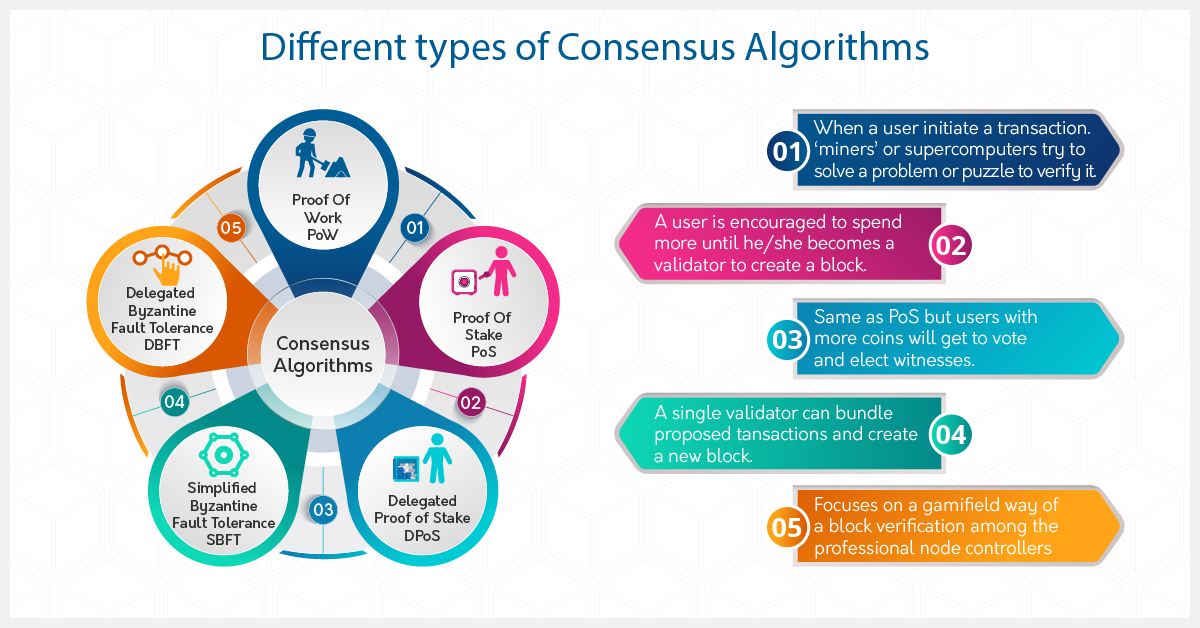 Different types of Consensus Algorithms
Proof Of
Work
PoW
01
Proof Of
Stake
PoS
02
Delegated
Proof of Stake
DPoS
03
Simplified
Byzantine
Fault Tolerance
SBFT
04
Delegated
Byzantine
Fault Tolerance
DBFT
05
Consensus
Algorithms
01
When a user initiate a transaction.
‘miners’ or supercomputers try to
solve a problem or puzzle to verify it.
A user is encouraged to spend
more until he/she becomes a
validator to create a block.
02
03
Same as PoS but users with
more coins will get to vote
and elect witnesses.
A single validator can bundle
proposed tansactions and create
a new block.
04
05
Focuses on a gamifield way of
a block verification among the
professional node controllers